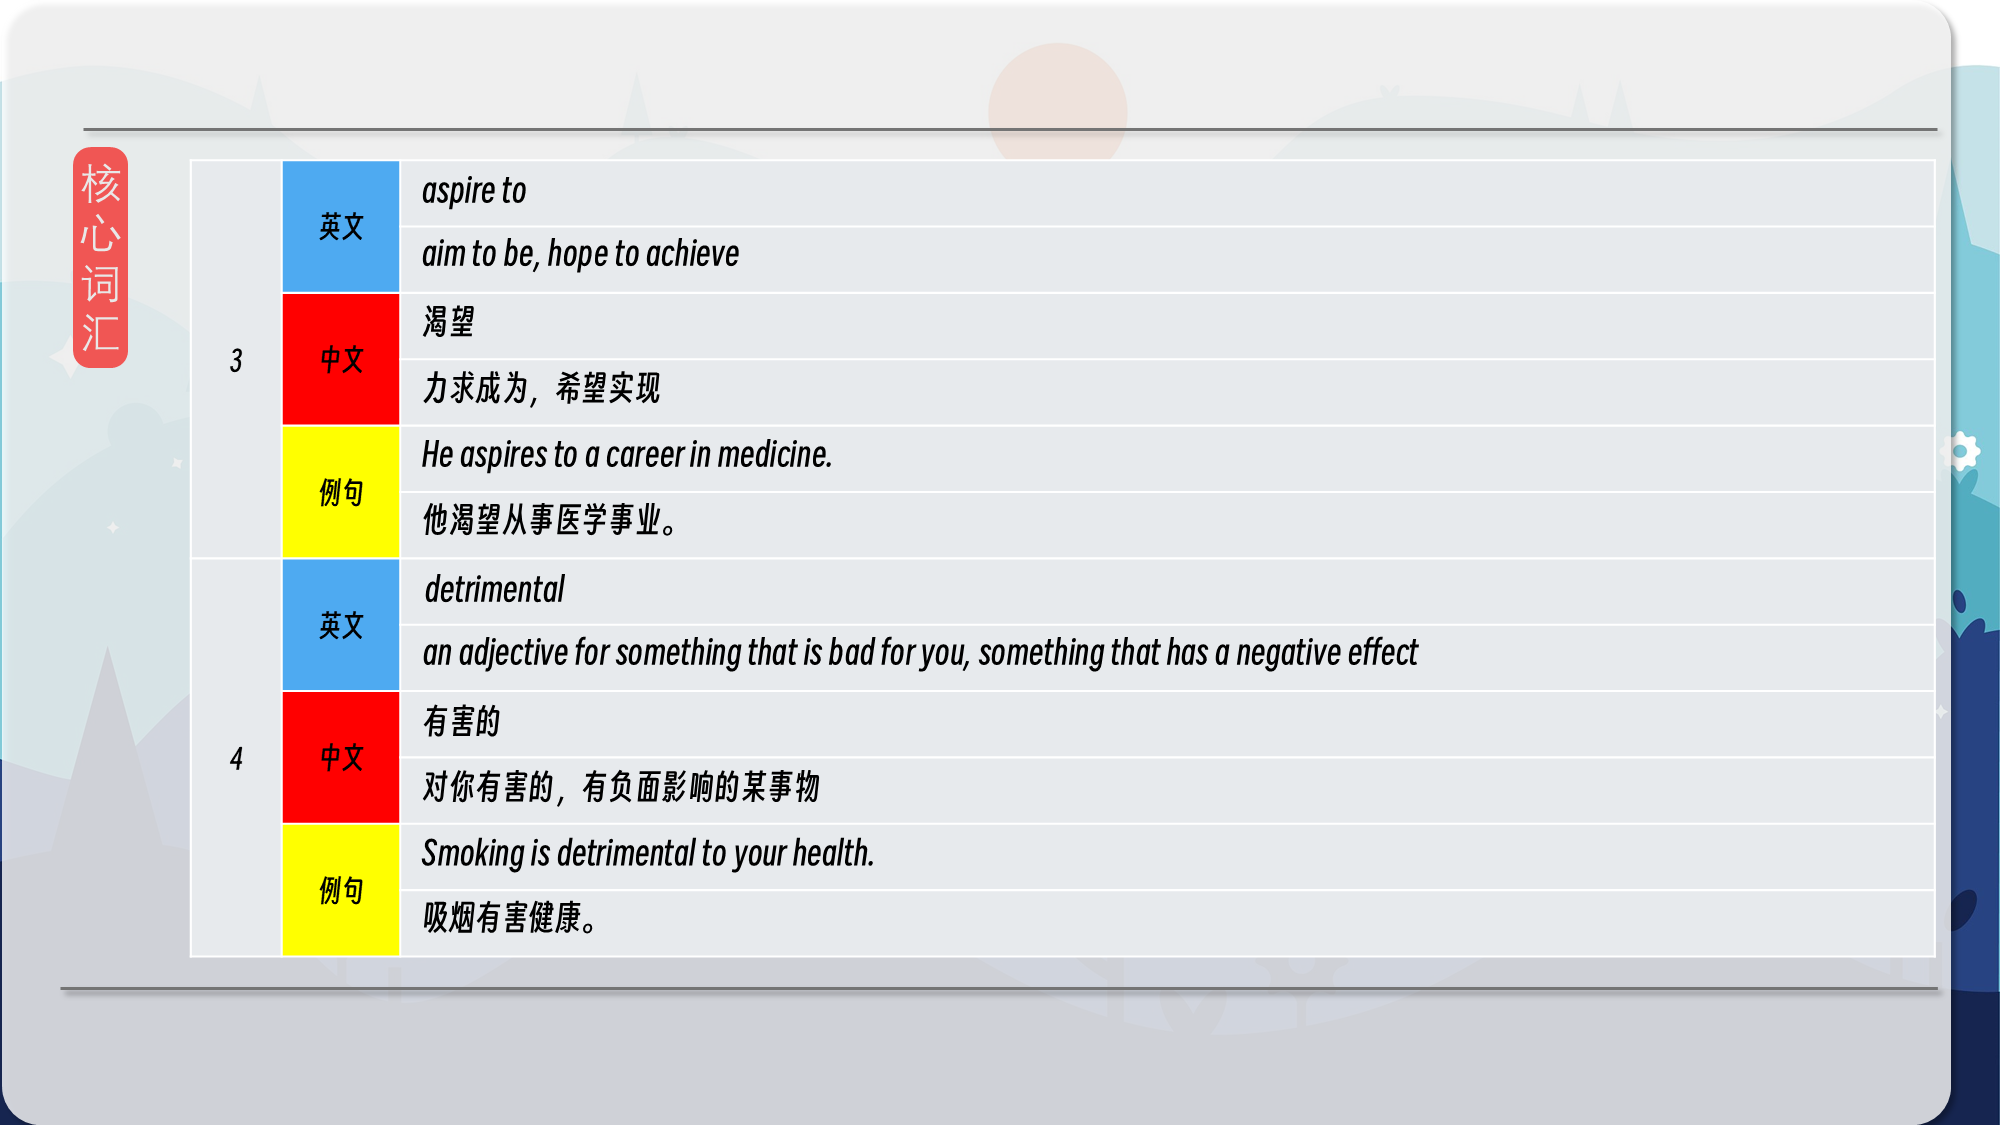 核
心
词
汇
3
英文
aspire to
aim to be, hope to achieve
中文
渴望
力求成为，希望实现
例句
He aspires to a career in medicine.
他渴望从事医学事业。
4
英文
detrimental
an adjective for something that is bad for you, something that has a negative effect
中文
有害的
对你有害的，有负面影响的某事物
例句
Smoking is detrimental to your health.
吸烟有害健康。